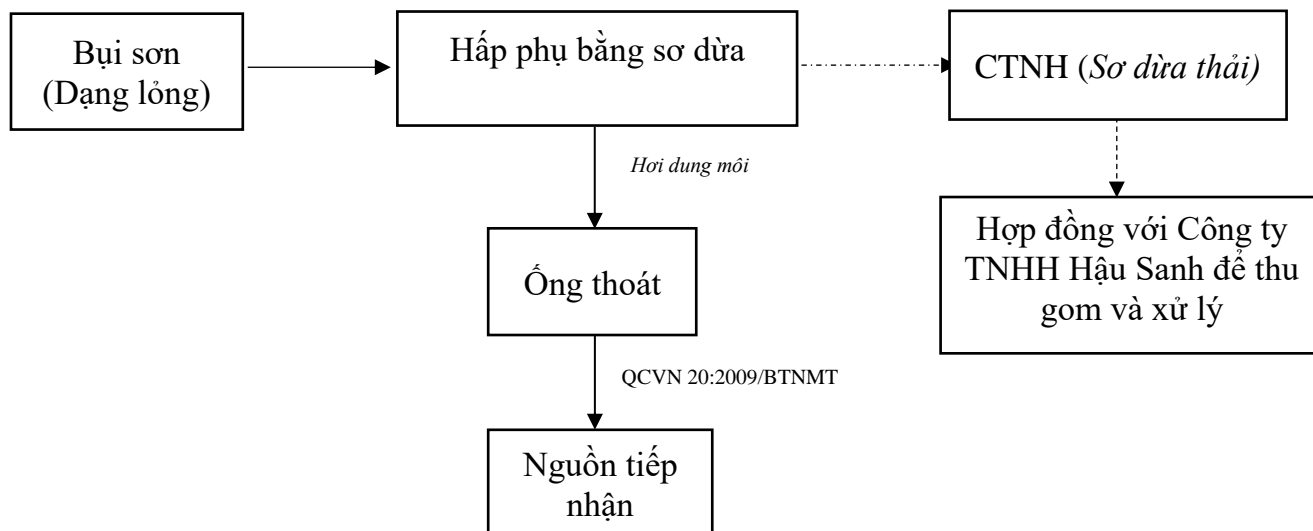 Bụi sơn
(Dạng lỏng)
Hấp phụ bằng sơ dừa
CTNH (Sơ dừa thải)
Hơi dung môi
Hợp đồng với Công ty
TNHH Hậu Sanh để thu
gom và xử lý
Ống thoát
QCVN 20:2009/BTNMT
Nguồn tiếp
nhận